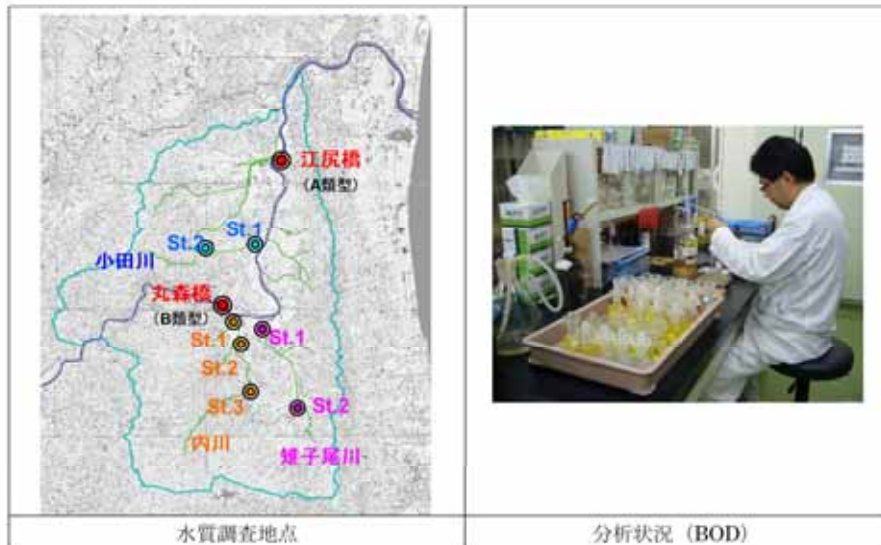 江尻橋
（A類型）
St.2
St.1
小田川
丸森橋
（B類型）
St.1
St.1
St.2
St.3
St.2
内川
雉子尾川
水質調査地点
分析状況（BOD）